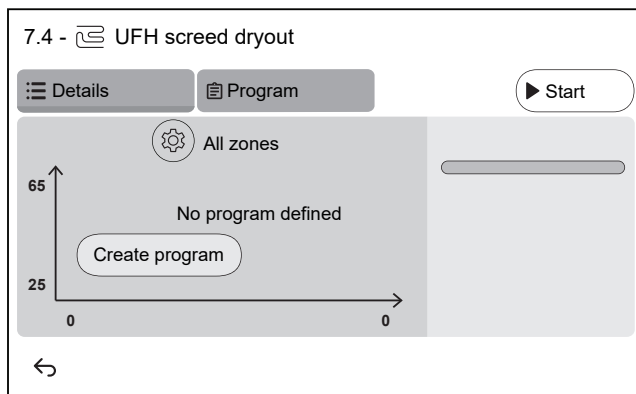 7.4 - UFH screed dryout
Details
Program
Start
All zones
65
No program defined
Create program
25
0
0